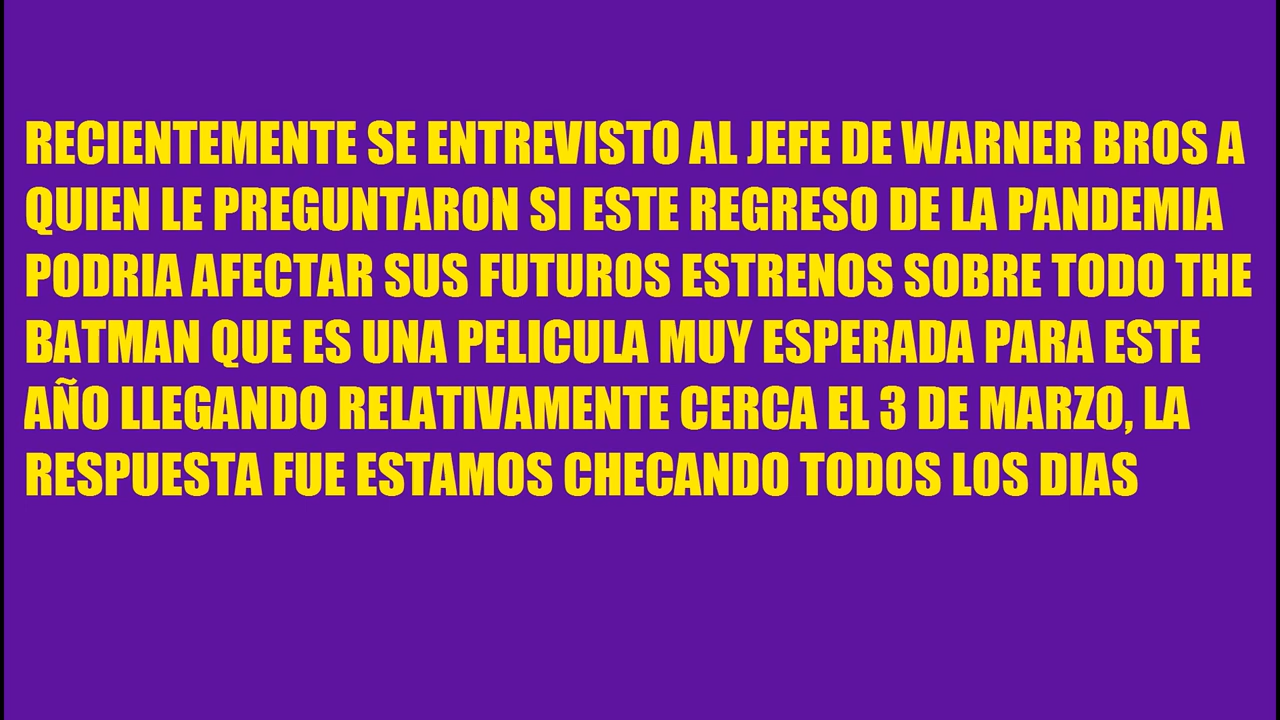 RECIENTEMENTE SE ENTREVISTO AL JEFE DE WARNER BROS A
QUIEN LE PREGUNTARON SI ESTE REGRESO DE LA PANDEMIA
PODRIA AFECTAR SUS FUTUROS ESTRENOS SOBRE TODO THE
BATMAN QUE ES UNA PELICULA MUY ESPERADA PARA ESTE
AÑO LLEGANDO RELATIVAMENTE CERCA EL 3 DE MARZO, LA
RESPUESTA FUE ESTAMOS CHECANDO TODOS LOS DIAS